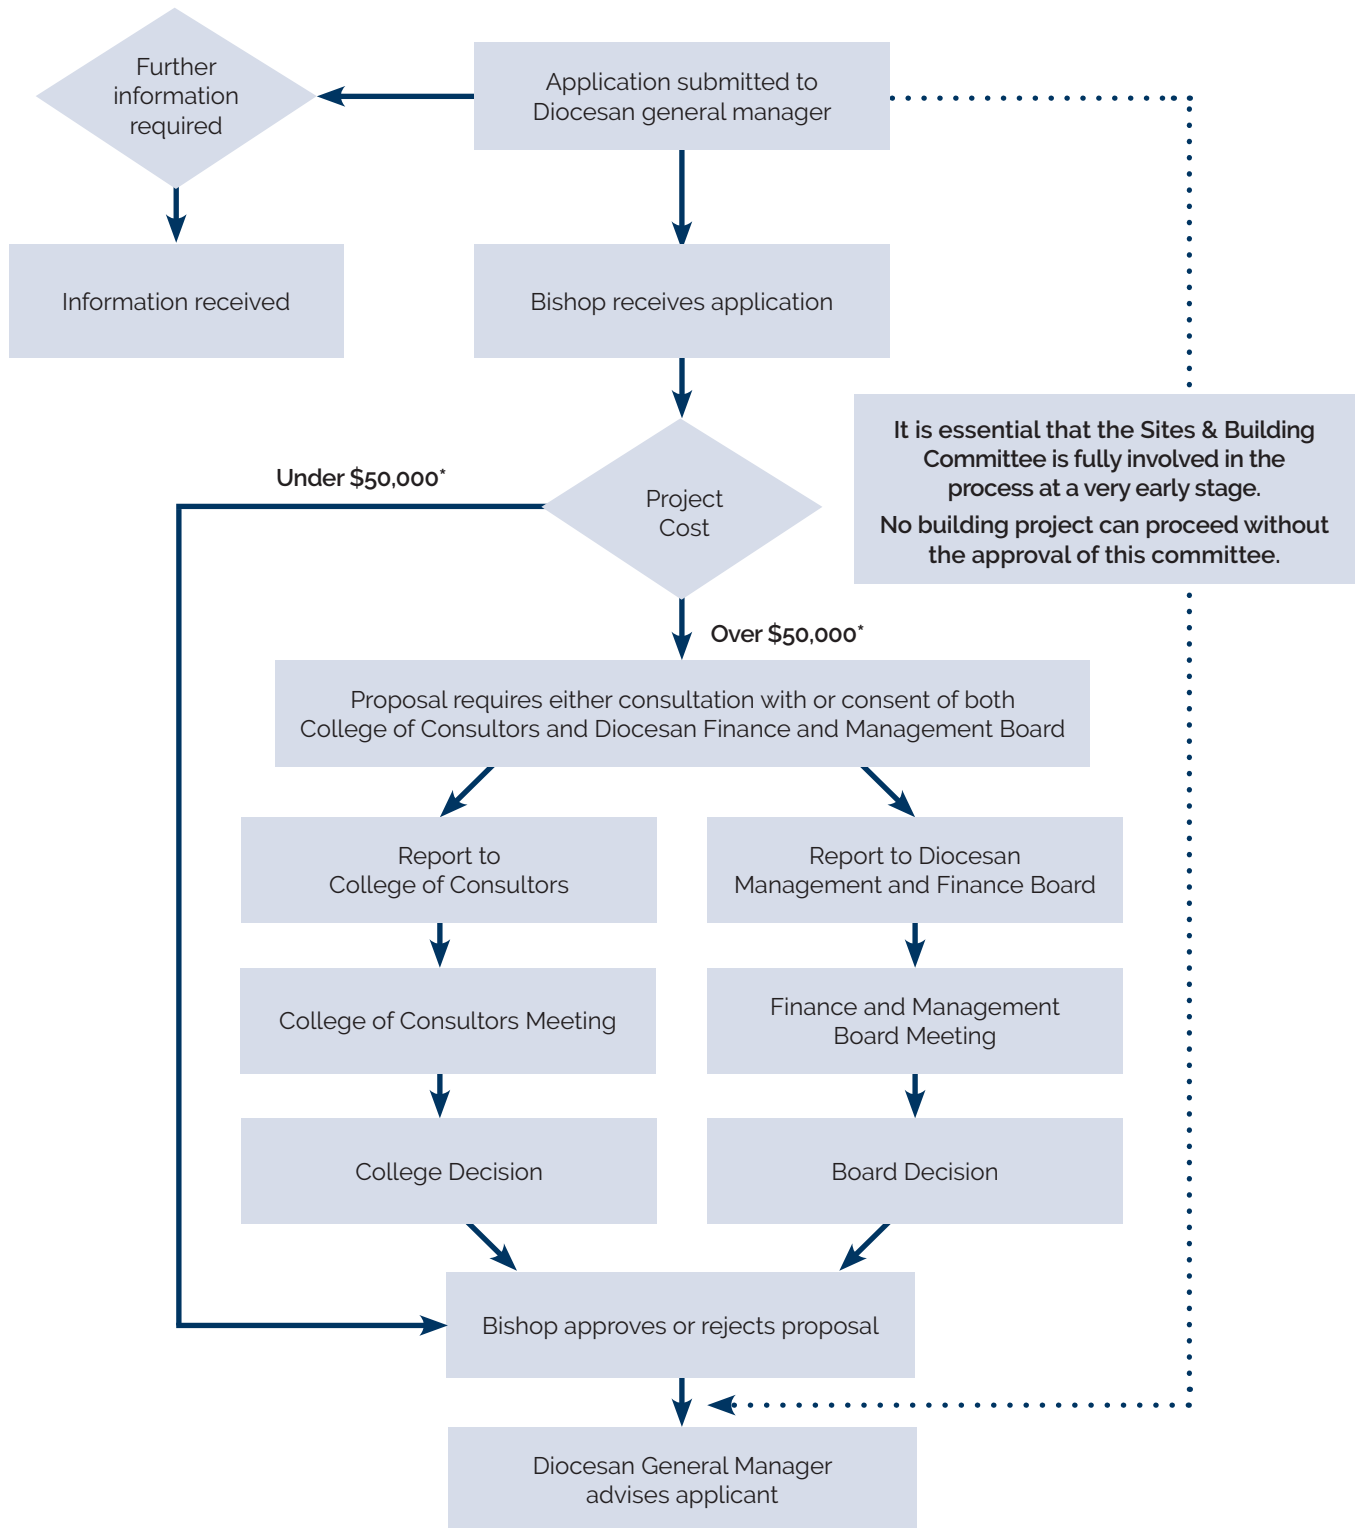 Further
information
required
Application submitted to
Diocesan general manager
Information received
Bishop receives application
It is essential that the Sites & Building
Committee is fully involved in the
process at a very early stage.
No building project can proceed without
the approval of this committee.
Under $50,000*
Project
Cost
Over $50,000*
Proposal requires either consultation with or consent of both
College of Consultors and Diocesan Finance and Management Board
Report to
College of Consultors
Report to Diocesan
Management and Finance Board
College of Consultors Meeting
Finance and Management
Board Meeting
College Decision
Board Decision
Bishop approves or rejects proposal
Diocesan General Manager
advises applicant